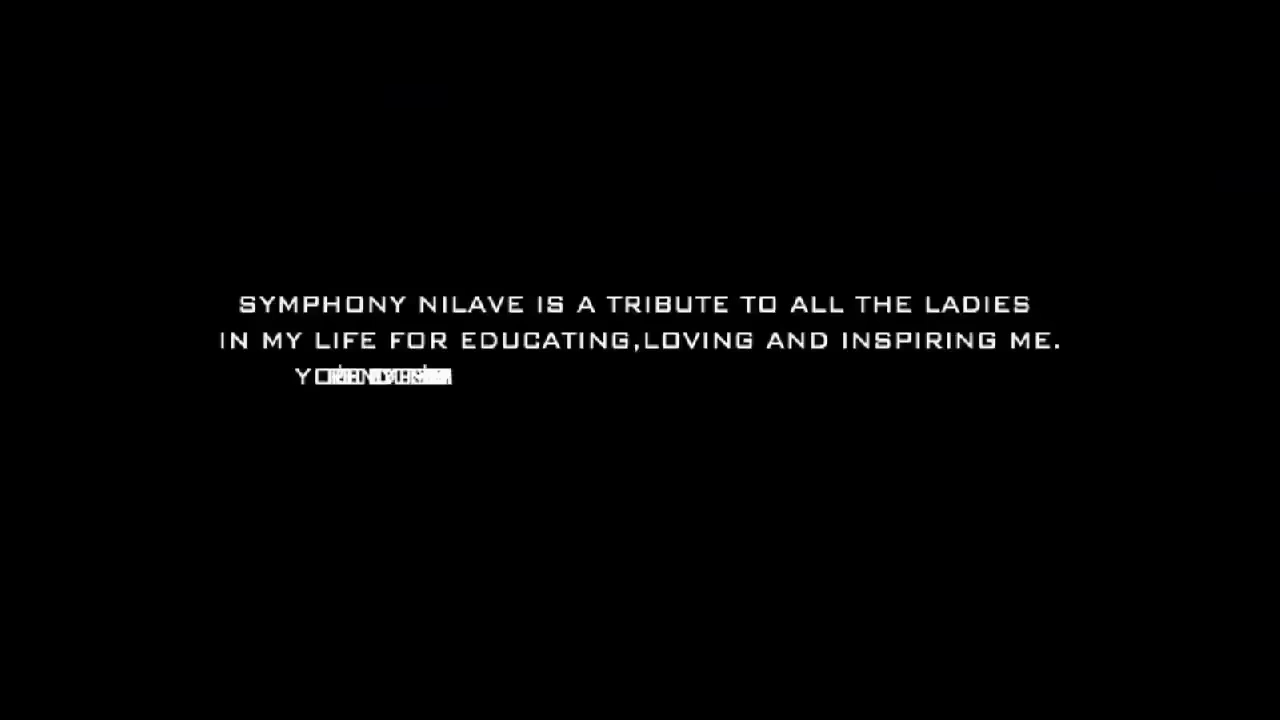 SYMPHONY NILAVE IS A TRIBUTE TO ALL THE LADIES
IN MY LIFE FOR EDUCATING,LOVING AND INSPIRING ME.